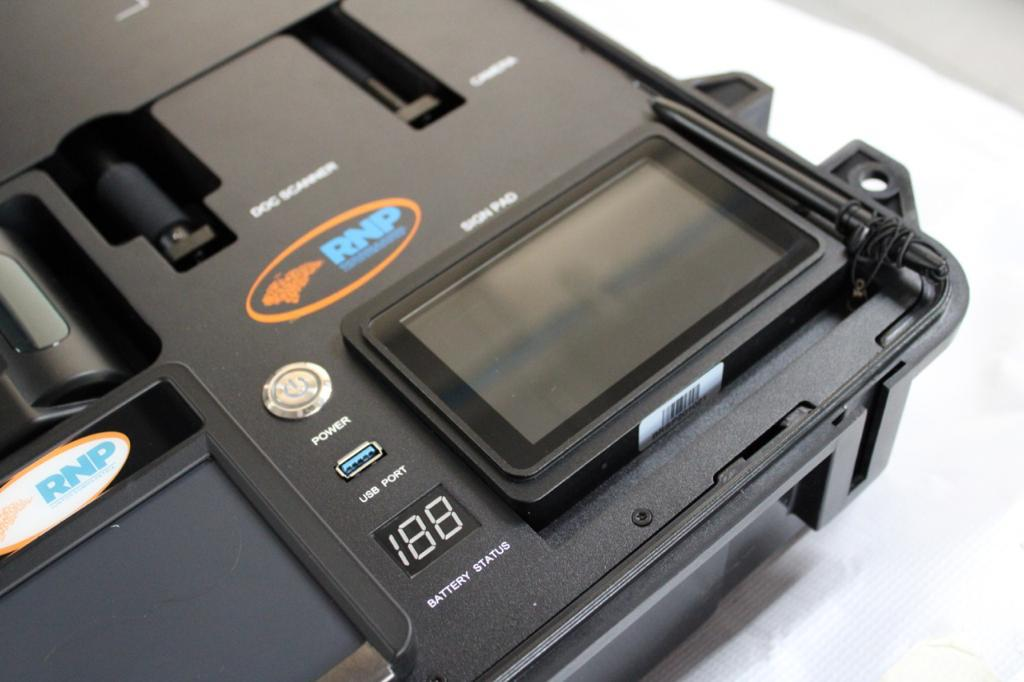 CAMERA
DOC SCANNER
SIGN PAD
RNP
POWER
USB PORT
188
BATTERY STATUS
RNP